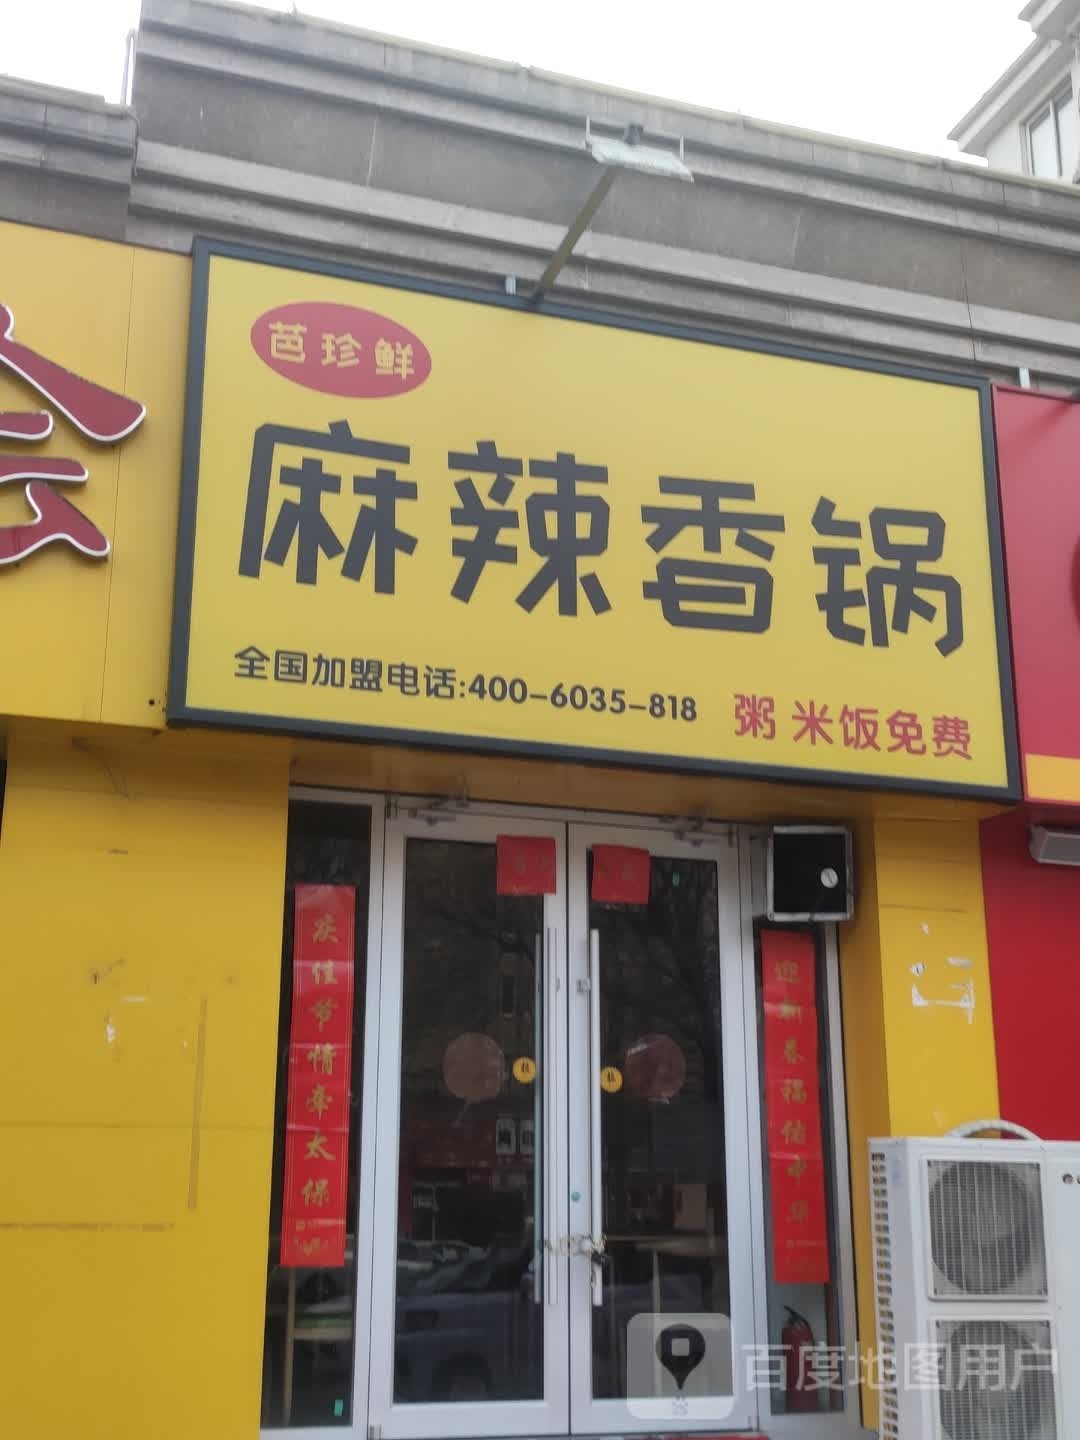 芭珍鲜
麻辣香锅
全国加盟电话:400-6035-818
粥 米饭免费
庆佳节情牵太保
迎新春福佑中华
百度地图用户